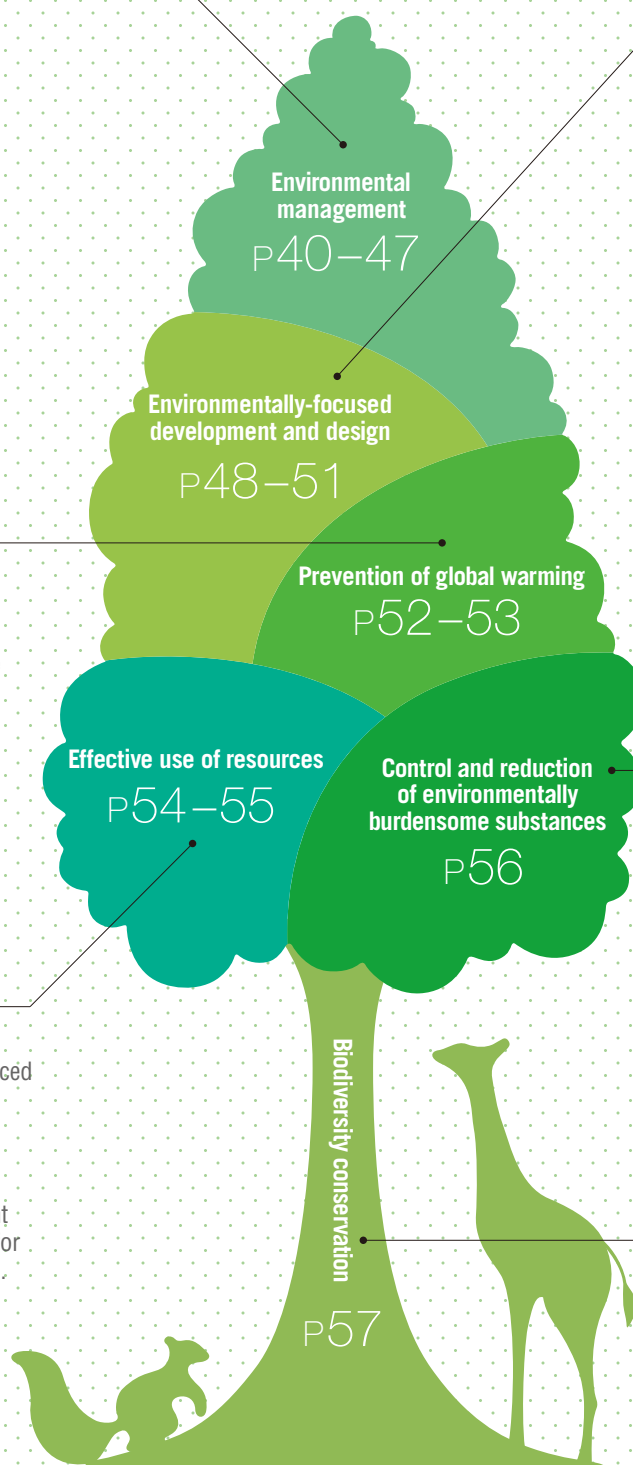 Environmental
management
P40–47
Environmentally-focused
development and design
P48–51
Prevention of global warming
P52–53
Effective use of resources
P54–55
Control and reduction
of environmentally
burdensome substances
P56
Biodiversity conservation
P57
or